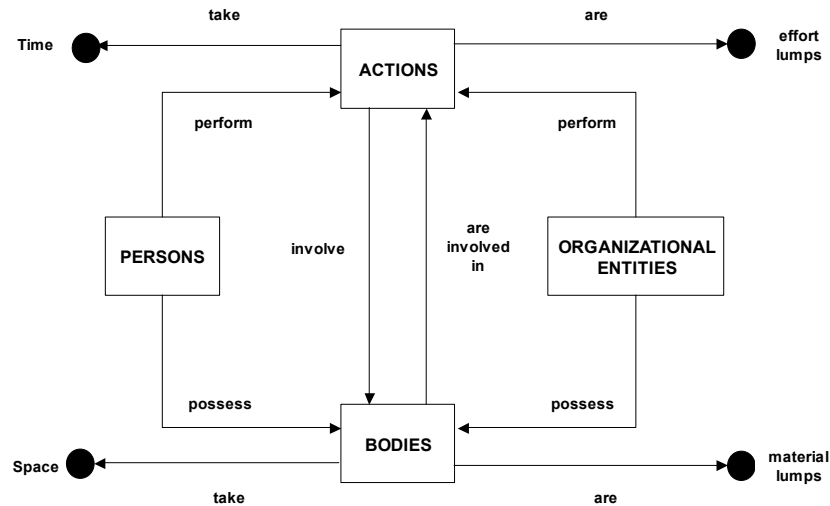 take
are
Time
effort
lumps
ACTIONS
perform
perform
PERSONS
involve
are
involved
in
ORGANIZATIONAL
ENTITIES
possess
possess
BODIES
Space
material
lumps
take
are